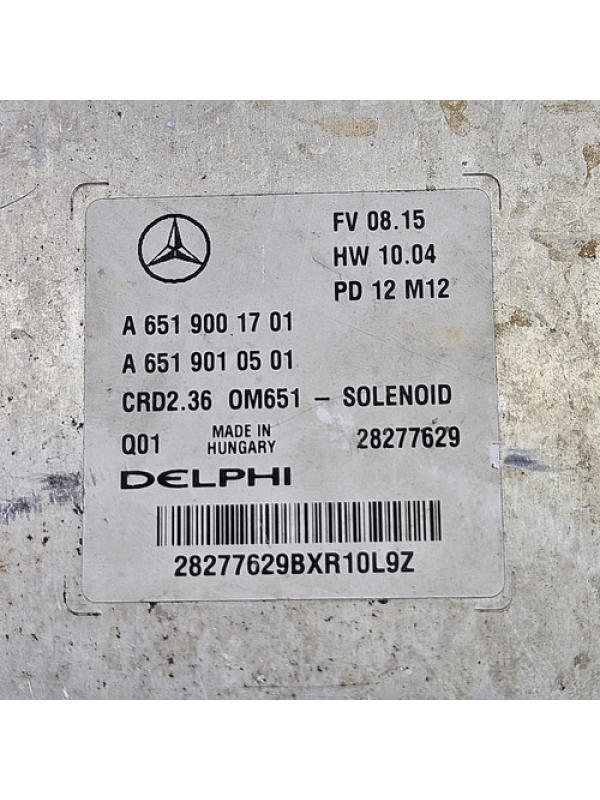 FV 08.15
HW 10.04
PD 12 M12
A 651 900 17 01
A 651 901 05 01
CRD2.36 OM651 - SOLENOID
Q01 MADE IN HUNGARY 28277629
DELPHI
28277629BXR10L9Z